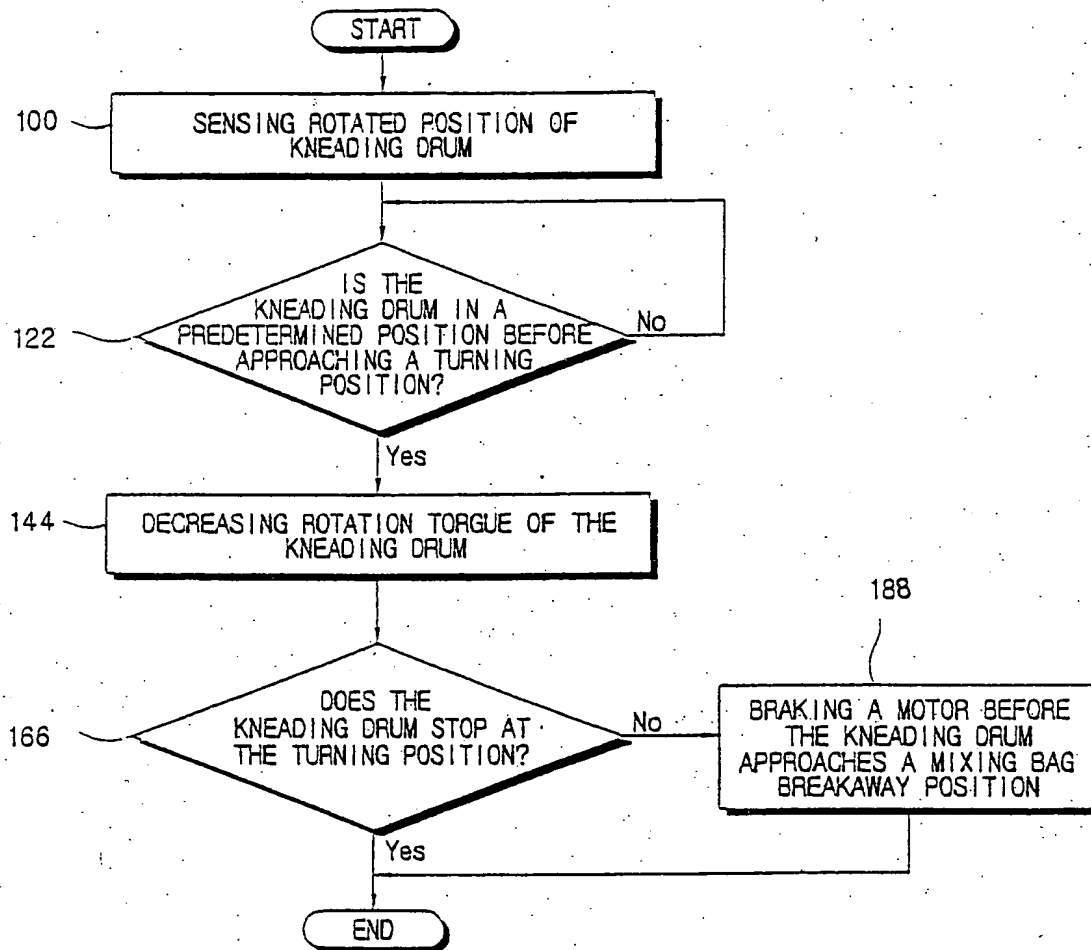 START
100
SENSING ROTATED POSITION OF
KNEADING DRUM
IS THE
KNEADING DRUM IN A
PREDETERMINED POSITION BEFORE
APPROACHING A TURNING
POSITION?
122
No
Yes
144
DECREASING ROTATION TORGUE OF THE
KNEADING DRUM
188
166
DOES THE
KNEADING DRUM STOP AT
THE TURNING POSITION?
No
BRAKING A MOTOR BEFORE
THE KNEADING DRUM
APPROACHES A MIXING BAG
BREAKAWAY POSITION
Yes
END